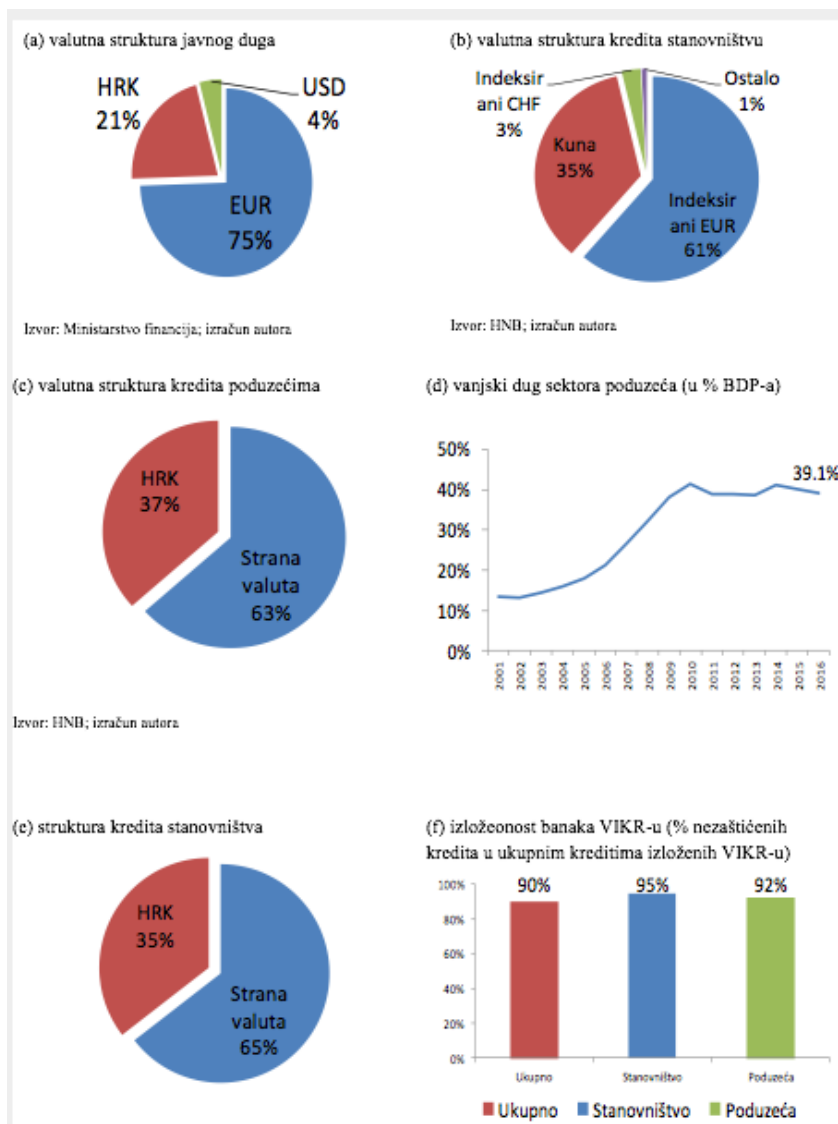 (a) valutna struktura javnog duga
HRK
21%
USD
4%
EUR
75%
Izvor: Ministarstvo financija; izračun autora
(b) valutna struktura kredita stanovništvu
Indeksir
ani CHF
3%
Ostalo
1%
Kuna
35%
Indeksir
ani EUR
61%
Izvor: HNB; izračun autora
(c) valutna struktura kredita poduzećima
HRK
37%
Strana
valuta
63%
Izvor: HNB; izračun autora
(d) vanjski dug sektora poduzeća (u % BDP-a)
50%
40%
30%
20%
10%
0%
39.1%
2001
2002
2003
2004
2005
2006
2007
2008
2009
2010
2011
2012
2013
2014
2015
2016
(e) struktura kredita stanovništva
HRK
35%
Strana
valuta
65%
(f) izložeonost banaka VIKR-u (% nezaštićenih
kredita u ukupnim kreditima izloženih VIKR-u)
100%
80%
60%
40%
20%
0%
90%
95%
92%
Ukupno
Stanovništvo
Poduzeća
Ukupno Stanovništvo Poduzeća